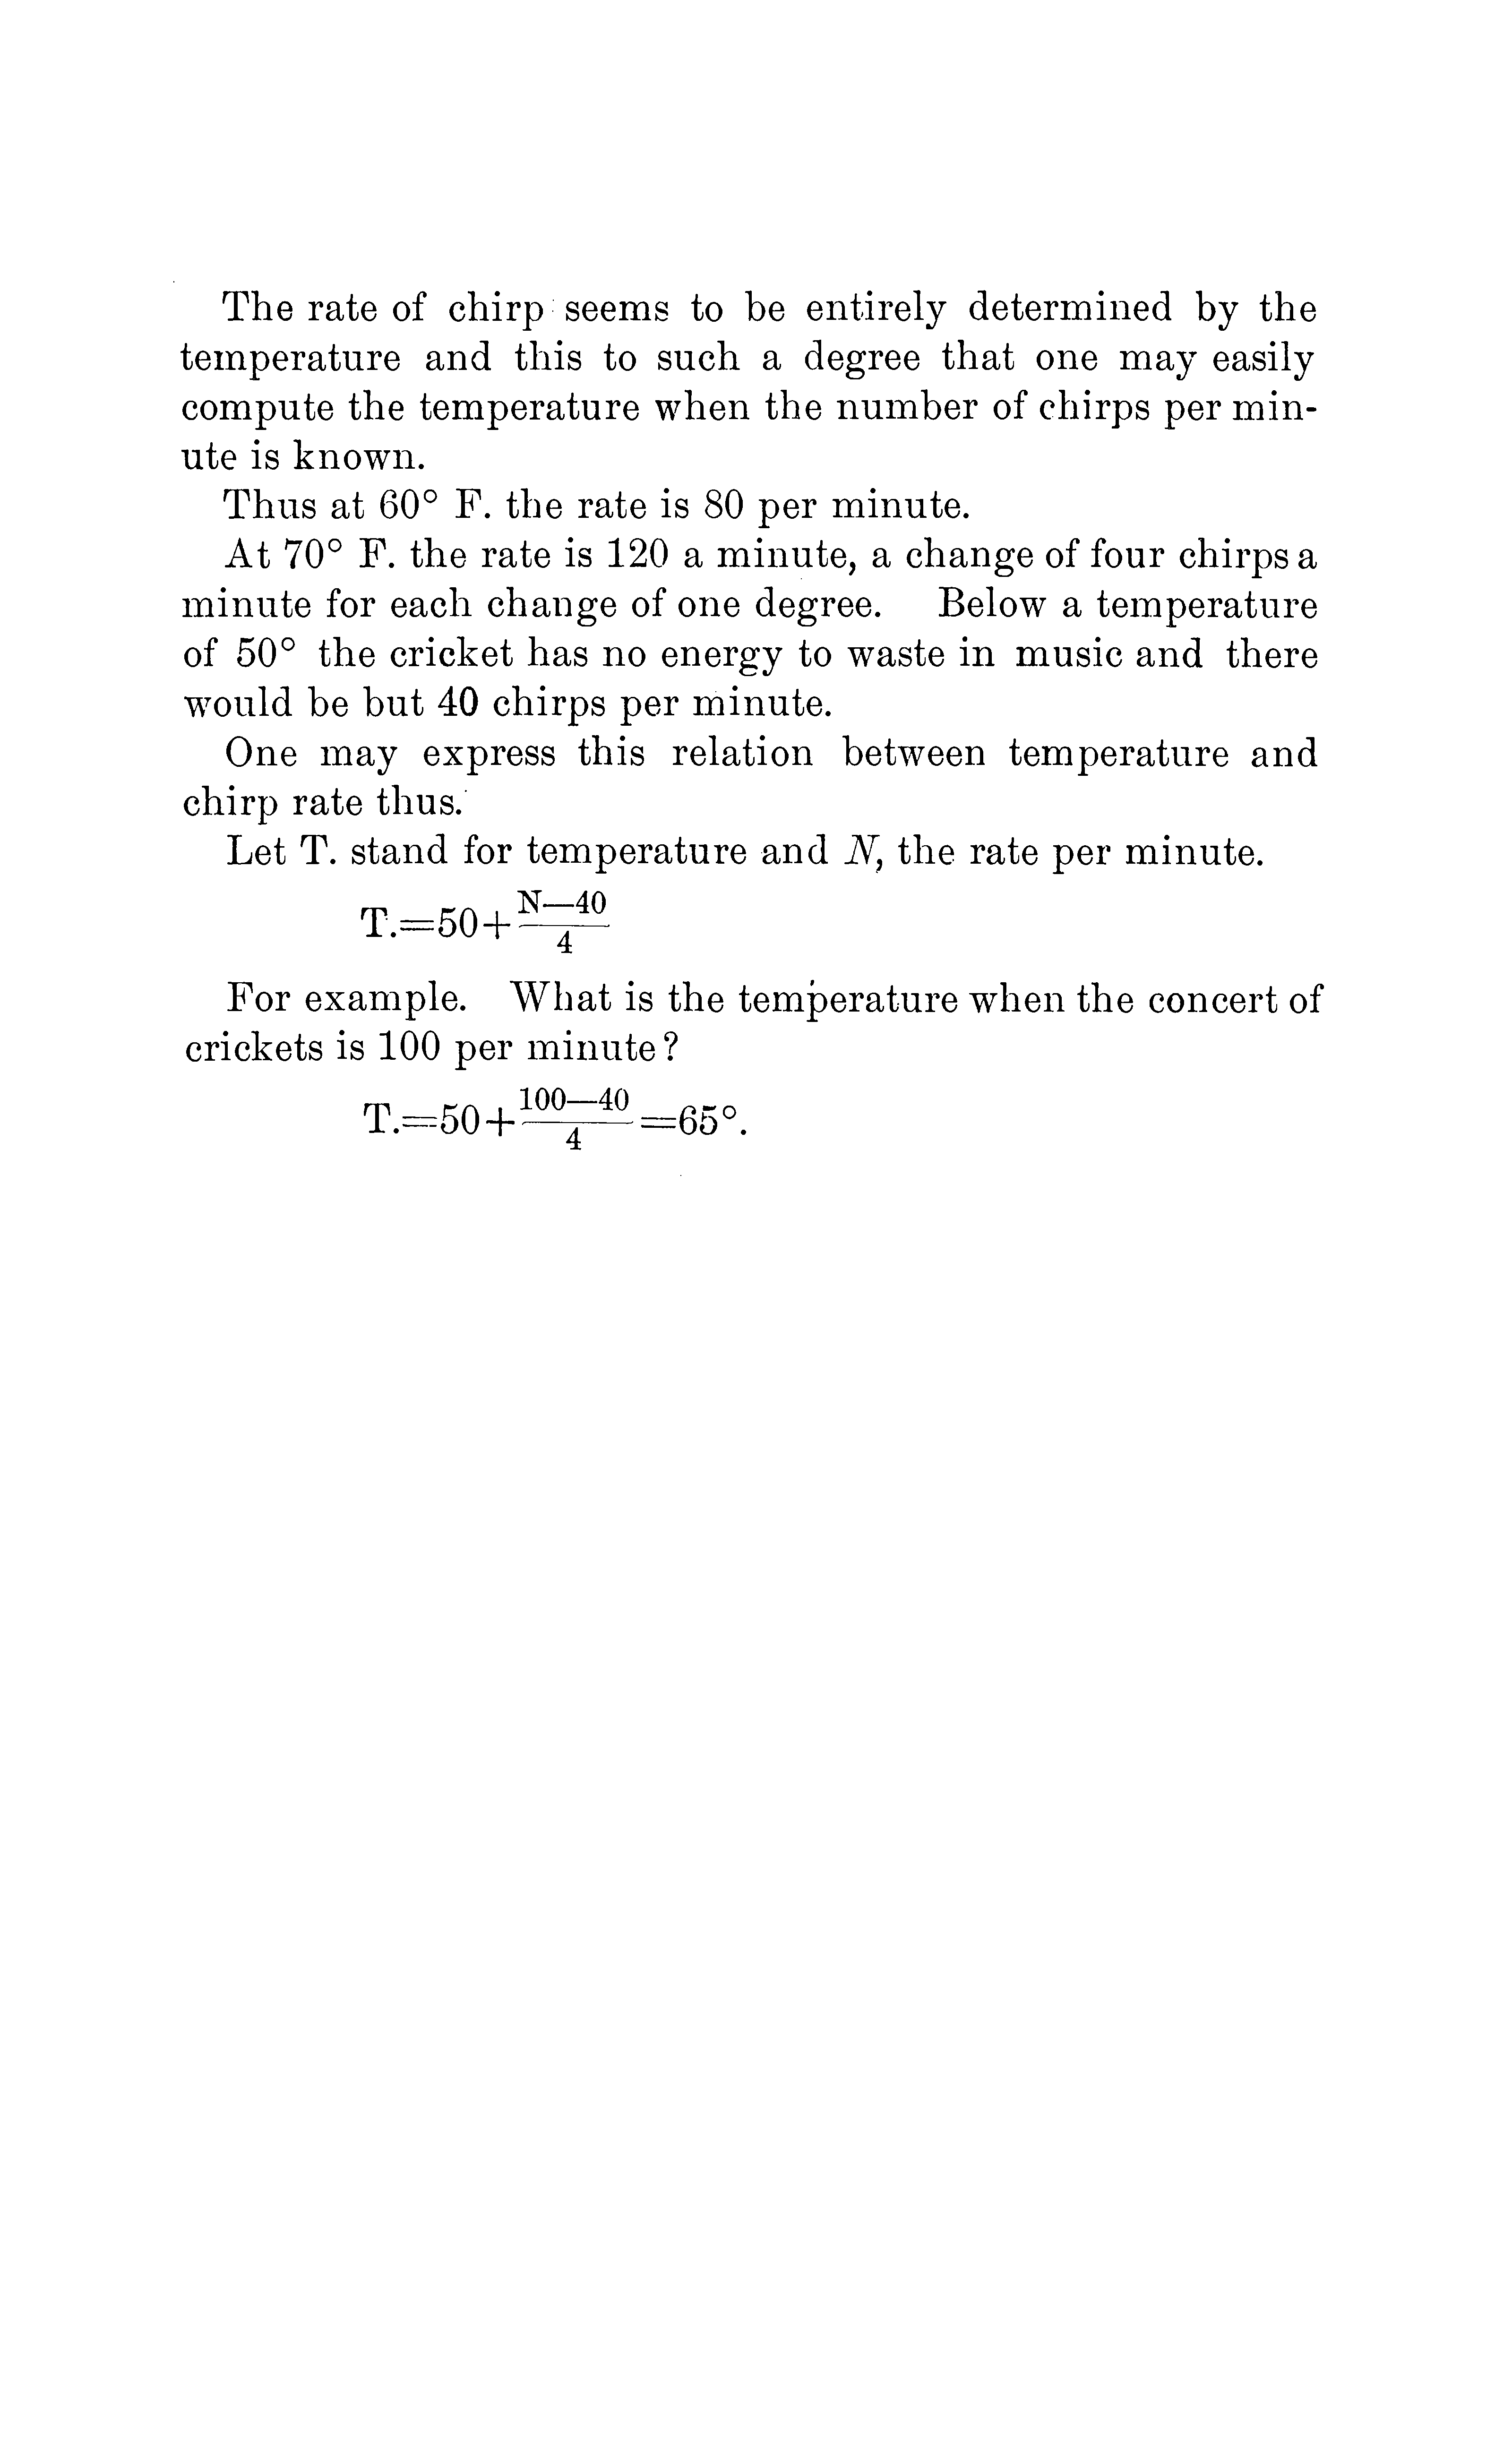 The rate of chirp seems to be entirely determined by the
temperature and this to such a degree that one may easily
compute the temperature when the number of chirps per min-
ute is known.
Thus at 60° F. the rate is 80 per minute.
At 70° F. the rate is 120 a minute, a change of four chirps a
minute for each change of one degree. Below a temperature
of 50° the cricket has no energy to waste in music and there
would be but 40 chirps per minute.
One may express this relation between temperature and
chirp rate thus.
Let T. stand for temperature and N, the rate per minute.
T.=50+ N—40
4
For example. What is the temperature when the concert of
crickets is 100 per minute?
T.=50+ 100—40 =65°.
4